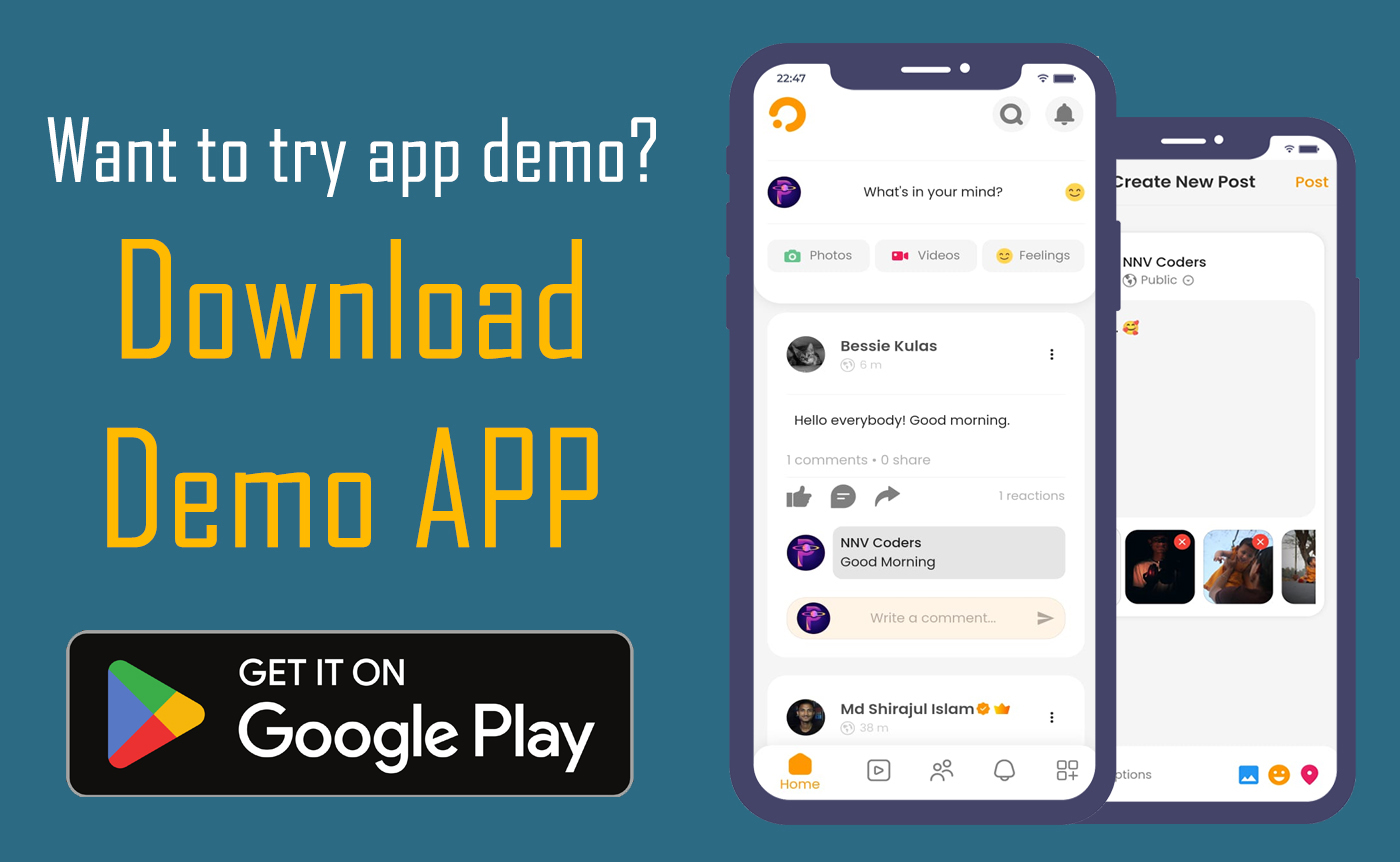 Want to try app demo?
Download
Demo APP
GET IT ON
Google Play
22:47
What's in your mind?
Photos
Videos
Feelings
Bessie Kulas
6 m
Hello everybody! Good morning.
1 comments • 0 share
1 reactions
NNV Coders
Good Morning
Write a comment...
Md Shirajul Islam
38 m
Home
Create New Post
Post
NNV Coders
Public